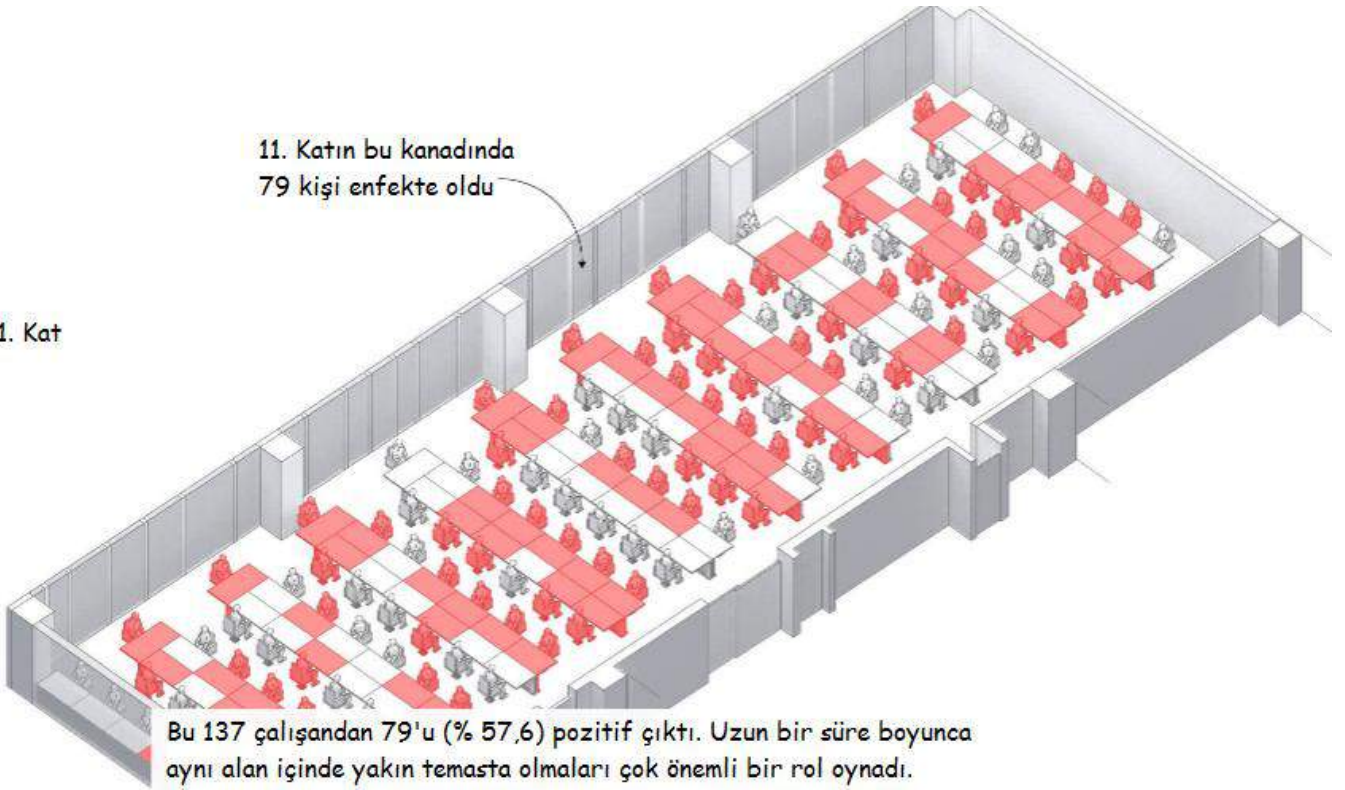 11. Katın bu kanadında
79 kişi enfekte oldu
1. Kat
Bu 137 çalışandan 79'u (% 57,6) pozitif çıktı. Uzun bir süre boyunca
aynı alan içinde yakın temasta olmaları çok önemli bir rol oynadı.